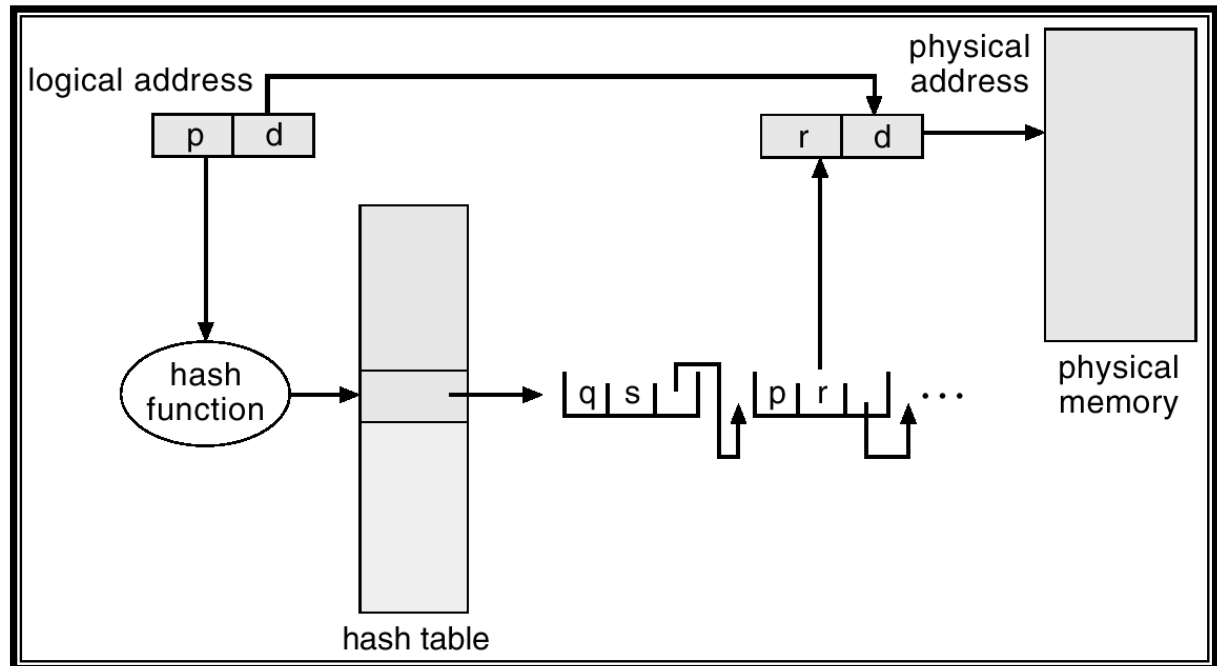 logical address
p d
physical
address
r d
hash
function
q s
p r ...
physical
memory
hash table